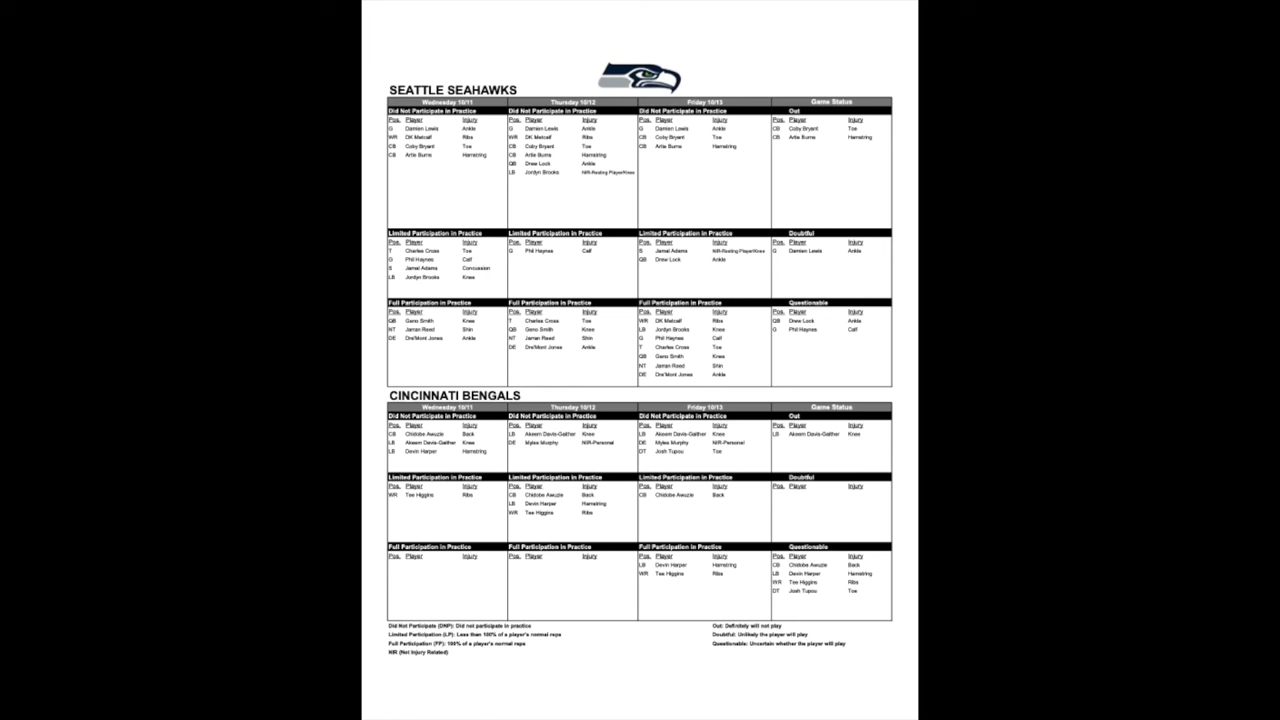 SEATTLE SEAHAWKS
Wednesday 10/11 Thursday 10/12 Friday 10/13 Game Status
Did Not Participate in Practice Did Not Participate in Practice Did Not Participate in Practice Out
Pos. Player Injury Pos. Player Injury Pos. Player Injury Pos. Player Injury
G Damien Lewis Ankle G Damien Lewis Ankle G Damien Lewis Ankle CB Coby Bryant Toe
WR DK Metcalf Ribs WR DK Metcalf Ribs CB Coby Bryant Toe CB Artie Burns Hamstring
CB Coby Bryant Toe CB Coby Bryant Toe CB Artie Burns Hamstring
CB Artie Burns Hamstring CB Artie Burns Hamstring
QB Drew Lock Ankle
LB Jordyn Brooks NIR-Resting Player/Knee
Limited Participation in Practice Limited Participation in Practice Limited Participation in Practice Doubtful
Pos. Player Injury Pos. Player Injury Pos. Player Injury Pos. Player Injury
T Charles Cross Toe G Phil Haynes Calf S Jamal Adams NIR-Resting Player/Knee G Damien Lewis Ankle
G Phil Haynes Calf QB Drew Lock Ankle
S Jamal Adams Concussion
LB Jordyn Brooks Knee
Full Participation in Practice Full Participation in Practice Full Participation in Practice Questionable
Pos. Player Injury Pos. Player Injury Pos. Player Injury Pos. Player Injury
QB Geno Smith Knee T Charles Cross Toe WR DK Metcalf Ribs QB Drew Lock Ankle
NT Jarran Reed Shin QB Geno Smith Knee LB Jordyn Brooks Knee G Phil Haynes Calf
DE Dre'Mont Jones Ankle NT Jarran Reed Shin G Phil Haynes Calf
DE Dre'Mont Jones Ankle T Charles Cross Toe
QB Geno Smith Knee
NT Jarran Reed Shin
DE Dre'Mont Jones Ankle
CINCINNATI BENGALS
Wednesday 10/11 Thursday 10/12 Friday 10/13 Game Status
Did Not Participate in Practice Did Not Participate in Practice Did Not Participate in Practice Out
Pos. Player Injury Pos. Player Injury Pos. Player Injury Pos. Player Injury
CB Chidobe Awuzie Back LB Akeem Davis-Gaither Knee LB Akeem Davis-Gaither Knee LB Akeem Davis-Gaither Knee
LB Akeem Davis-Gaither Knee DE Myles Murphy NIR-Personal DE Myles Murphy NIR-Personal
LB Devin Harper Hamstring DT Josh Tupou Toe
Limited Participation in Practice Limited Participation in Practice Limited Participation in Practice Doubtful
Pos. Player Injury Pos. Player Injury Pos. Player Injury Pos. Player Injury
WR Tee Higgins Ribs CB Chidobe Awuzie Back CB Chidobe Awuzie Back
LB Devin Harper Hamstring
WR Tee Higgins Ribs
Full Participation in Practice Full Participation in Practice Full Participation in Practice Questionable
Pos. Player Injury Pos. Player Injury Pos. Player Injury Pos. Player Injury
LB Devin Harper Hamstring CB Chidobe Awuzie Back
WR Tee Higgins Ribs LB Devin Harper Hamstring
WR Tee Higgins Ribs
DT Josh Tupou Toe
Did Not Participate (DNP): Did not participate in practice Out: Definitely will not play
Limited Participation (LP): Less than 100% of a player's normal reps Doubtful: Unlikely the player will play
Full Participation (FP): 100% of a player's normal reps Questionable: Uncertain whether the player will play
NIR (Not Injury Related)